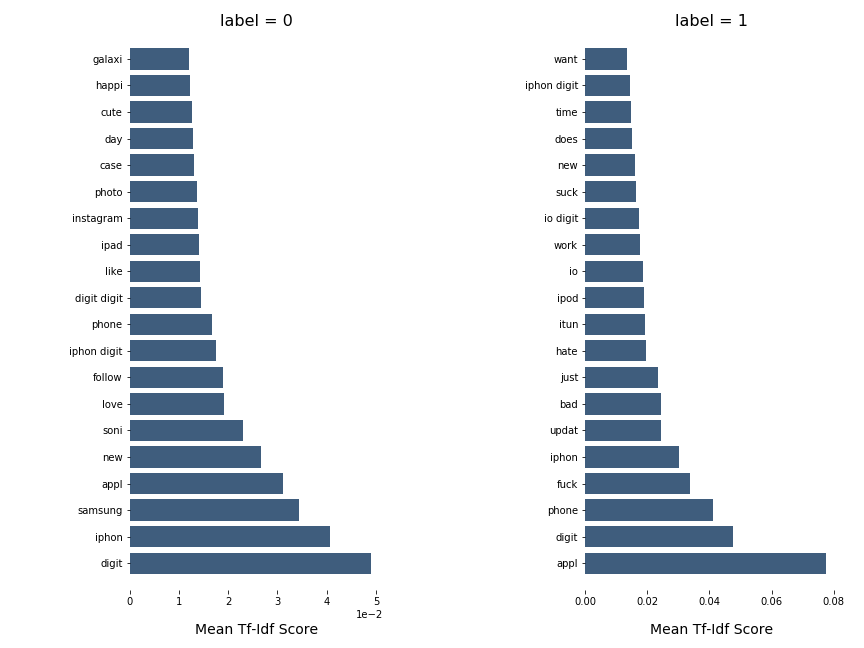 label = 0
galaxi
happi
cute
day
case
photo
instagram
ipad
like
digit digit
phone
iphon digit
follow
love
soni
new
appl
samsung
iphon
digit
0 1 2 3 4 5
1e−2
Mean Tf-Idf Score
label = 1
want
iphon digit
time
does
new
suck
io digit
work
io
ipod
itun
hate
just
bad
updat
iphon
fuck
phone
digit
appl
0.00 0.02 0.04 0.06 0.08
Mean Tf-Idf Score